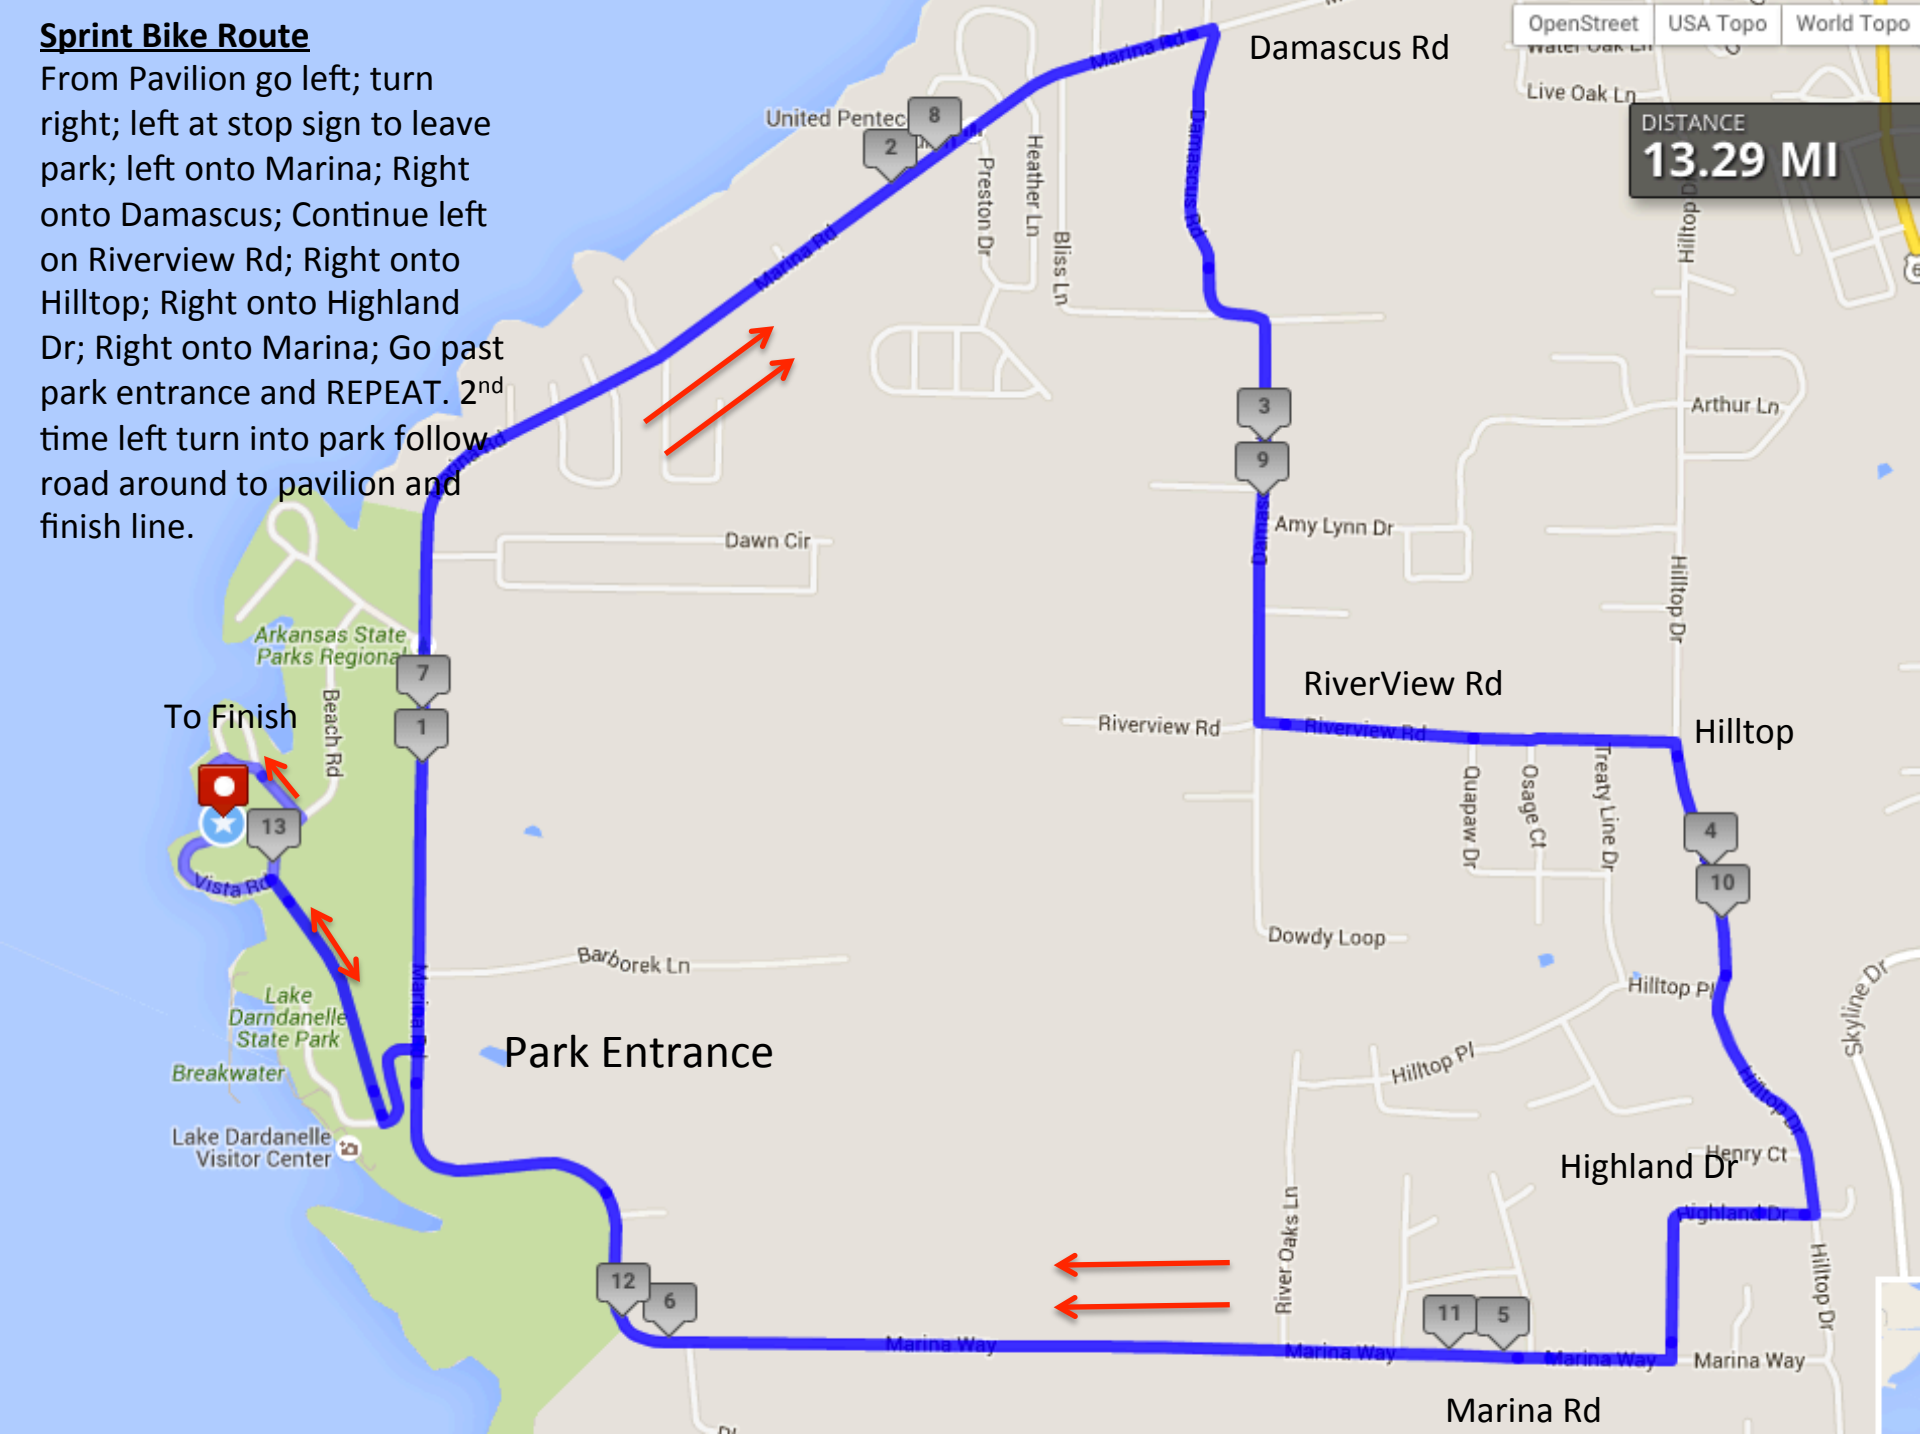 Sprint Bike Route
From Pavilion go left; turn
right; left at stop sign to leave
park; left onto Marina; Right
onto Damascus; Continue left
on Riverview Rd; Right onto
Hilltop; Right onto Highland
Dr; Right onto Marina; Go past
park entrance and REPEAT. 2nd
time left turn into park follow
road around to pavilion and
finish line.
OpenStreet
USA Topo
World Topo
DISTANCE
13.29 MI
Damascus Rd
Marina Rd
Water Oak Ln
Live Oak Ln
United Pentec
8
2
Preston Dr
Heather Ln
Bliss Ln
Damascus Rd
Hilltop D
6
Marina Rd
3
9
Arthur Ln
Amy Lynn Dr
Dawn Cir
Hilltop Dr
Arkansas State
Parks Regional
7
1
Beach Rd
To Finish
RiverView Rd
Riverview Rd
Riverview Rd
Hilltop
13
Vista Rd
Quapaw Dr
Osage Ct
Treaty Line Dr
4
10
Dowdy Loop
Barborek Ln
Marina Rd
Hilltop Pl
Skyline Dr
Lake
Darndanelle
State Park
Park Entrance
Breakwater
Hilltop Pl
Hilltop Dr
Lake Dardanelle
Visitor Center
Henry Ct
Highland Dr
Highland Dr
River Oaks Ln
Hilltop Dr
12
6
11
5
Marina Way
Marina Way
Marina Way
Marina Way
Marina Rd